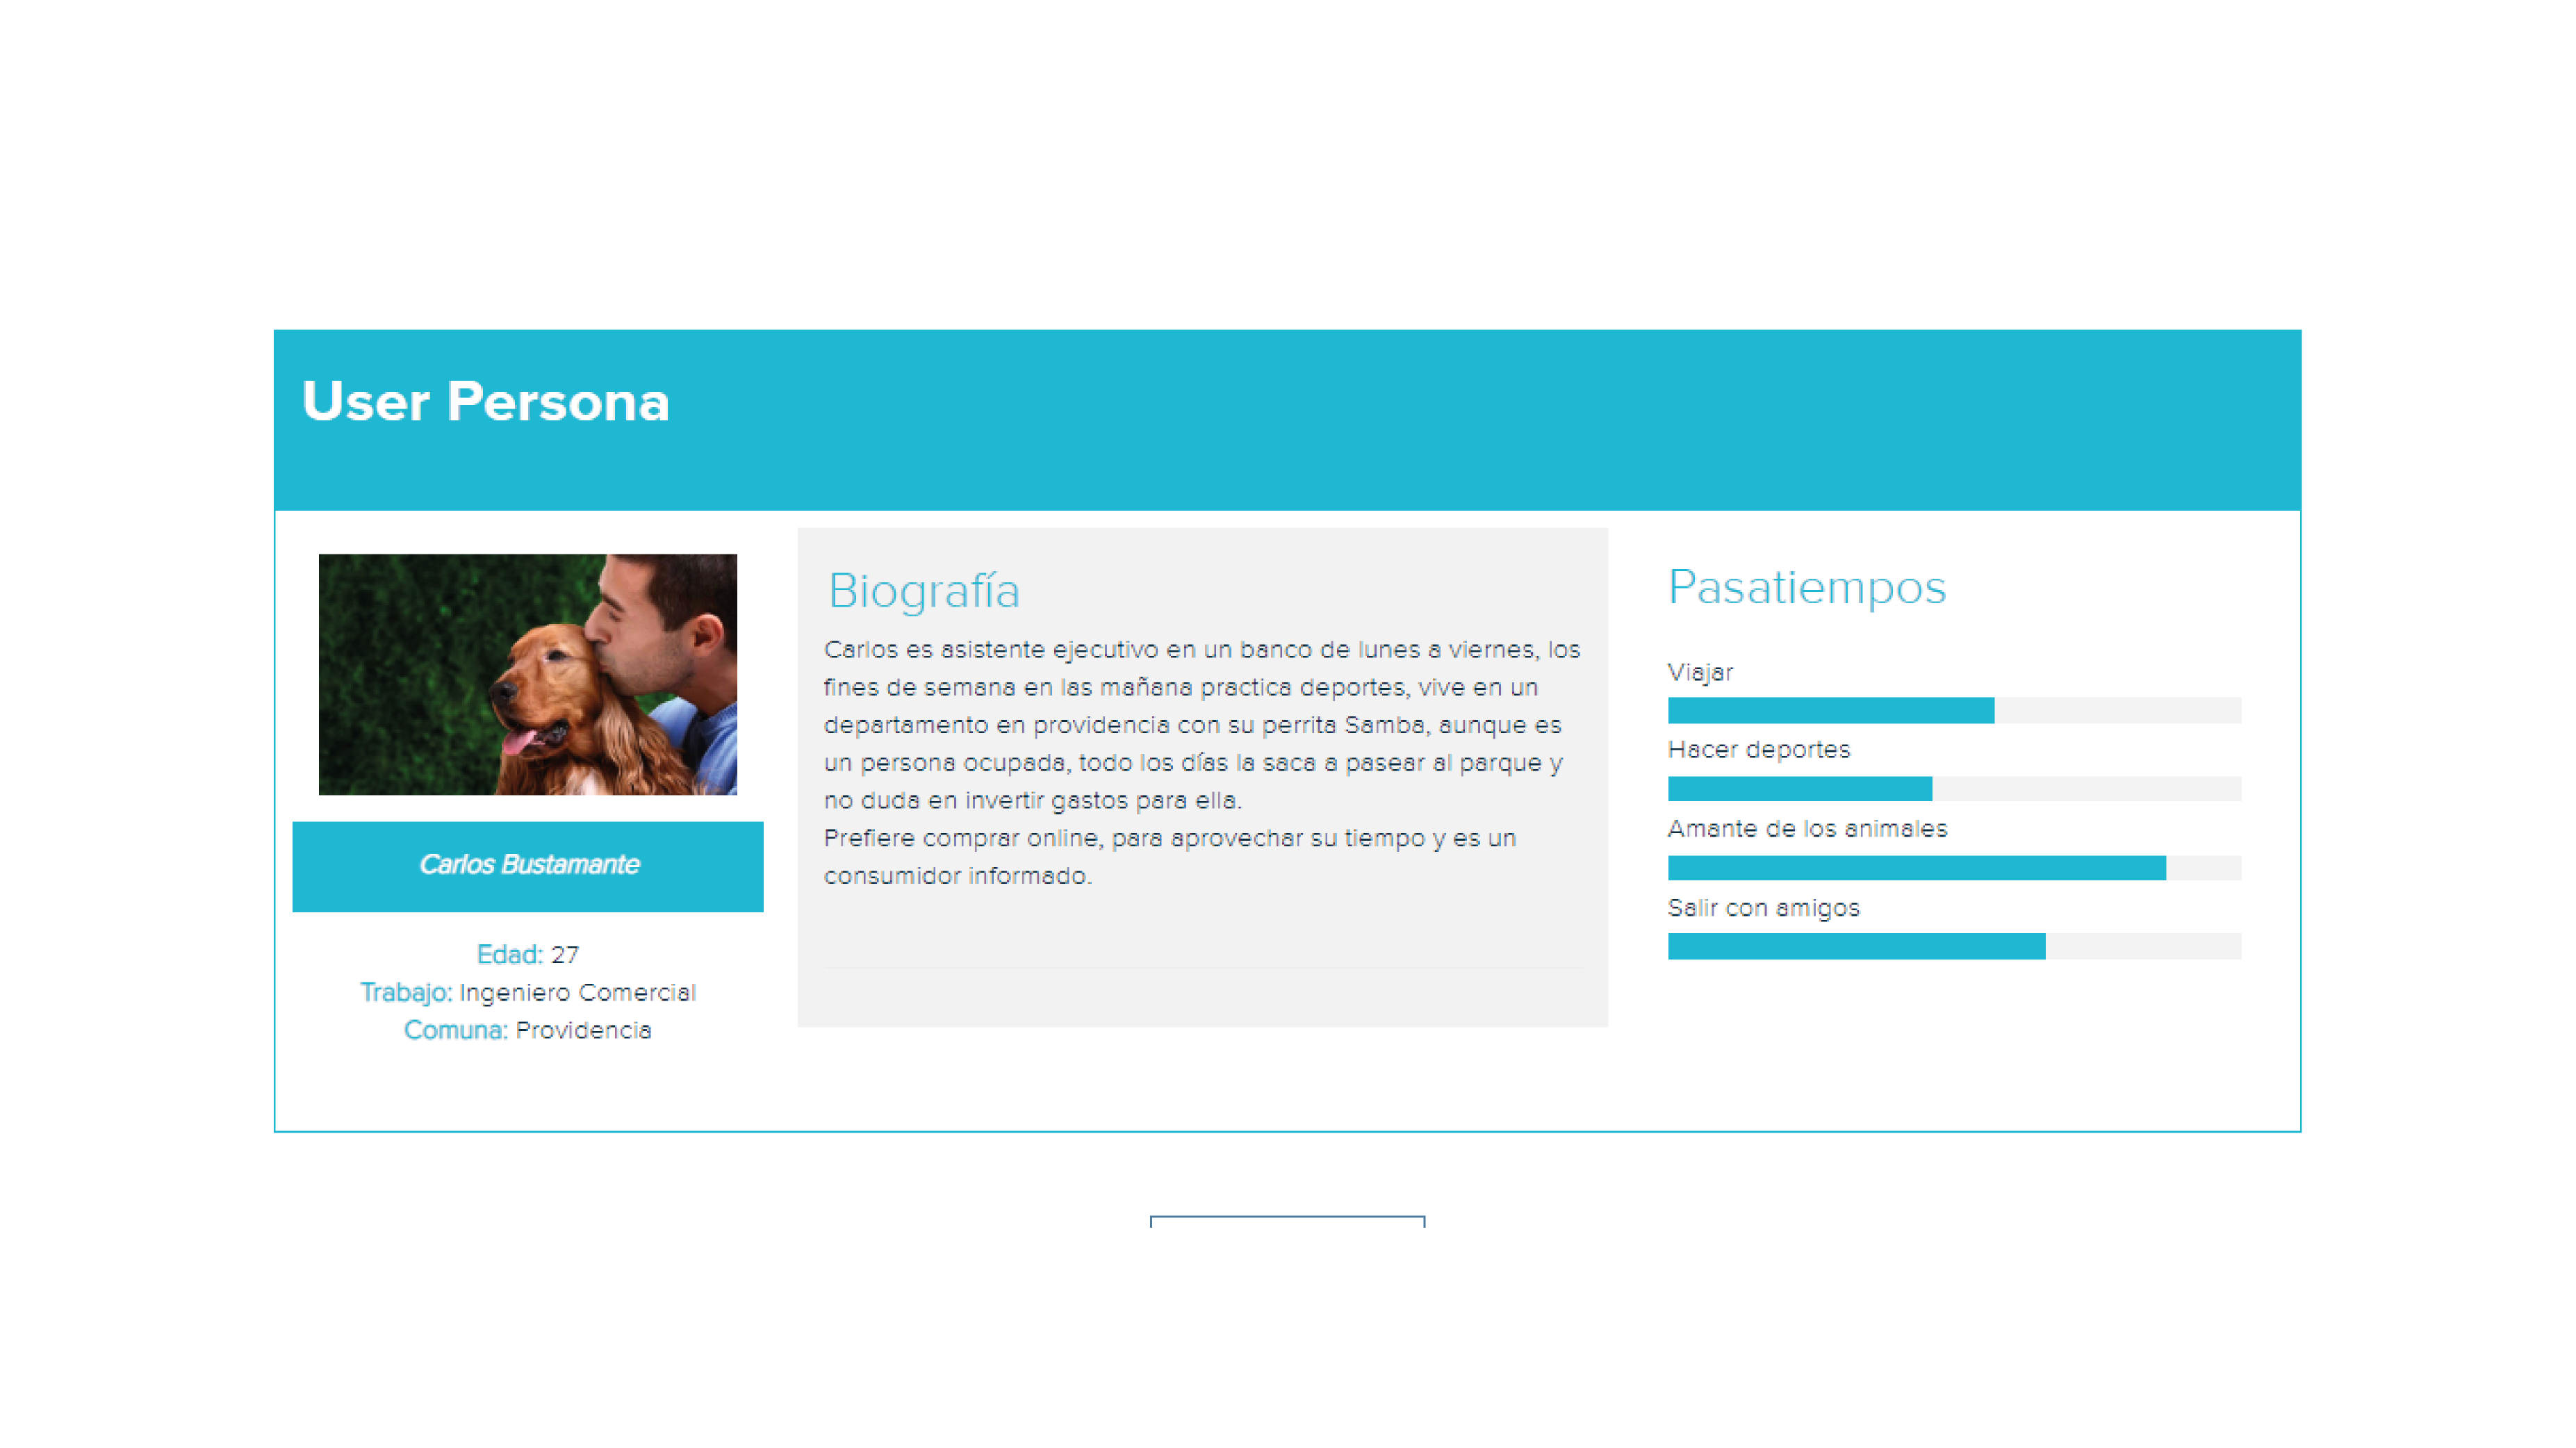 User Persona
Carlos Bustamante
Edad: 27
Trabajo: Ingeniero Comercial
Comuna: Providencia
Biografía
Carlos es asistente ejecutivo en un banco de lunes a viernes, los
fines de semana en las mañana practica deportes, vive en un
departamento en providencia con su perrita Samba, aunque es
un persona ocupada, todo los días la saca a pasear al parque y
no duda en invertir gastos para ella.
Prefiere comprar online, para aprovechar su tiempo y es un
consumidor informado.
Pasatiempos
Viajar
Hacer deportes
Amante de los animales
Salir con amigos